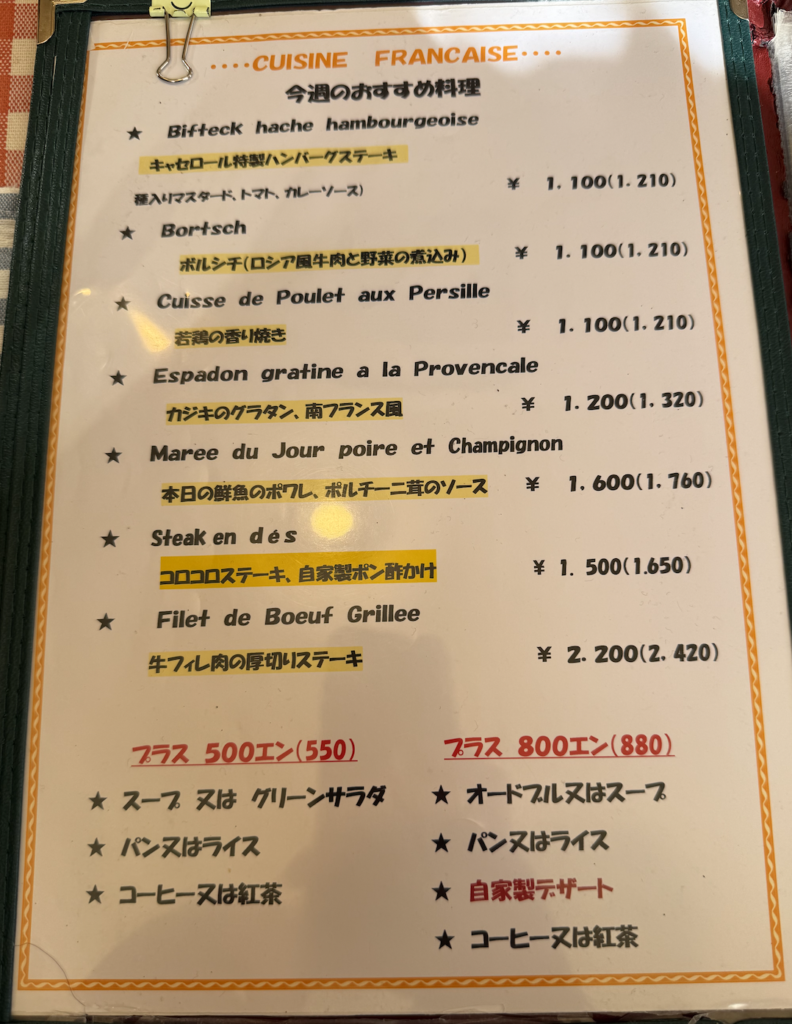 ････CUISINE FRANCAISE････
今週のおすすめ料理
★ Bifteck hache hambourgeoise
キャセロール特製ハンバーグステーキ
種入りマスタード、トマト、カレーソース) ¥ 1．100(1．210)
★ Bortsch
ボルシチ(ロシア風牛肉と野菜の煮込み) ¥ 1．100(1．210)
★ Cuisse de Poulet aux Persille
若鶏の香り焼き ¥ 1．100(1．210)
★ Espadon gratine a la Provencale
カジキのグラタン、南フランス風 ¥ 1．200(1．320)
★ Maree du Jour poire et Champignon
本日の鮮魚のポワレ、ポルチーニ茸のソース ¥ 1．600(1．760)
★ Steak en dés
コロコロステーキ、自家製ポン酢かけ ¥ 1．500(1.650)
★ Filet de Boeuf Grillee
牛フィレ肉の厚切りステーキ ¥ 2．200(2．420)
プラス 500エン(550)
★ スープ 又は グリーンサラダ
★ パン又はライス
★ コーヒー又は紅茶
プラス 800エン(880)
★ オードブル又はスープ
★ パン又はライス
★ 自家製デザート
★ コーヒー又は紅茶